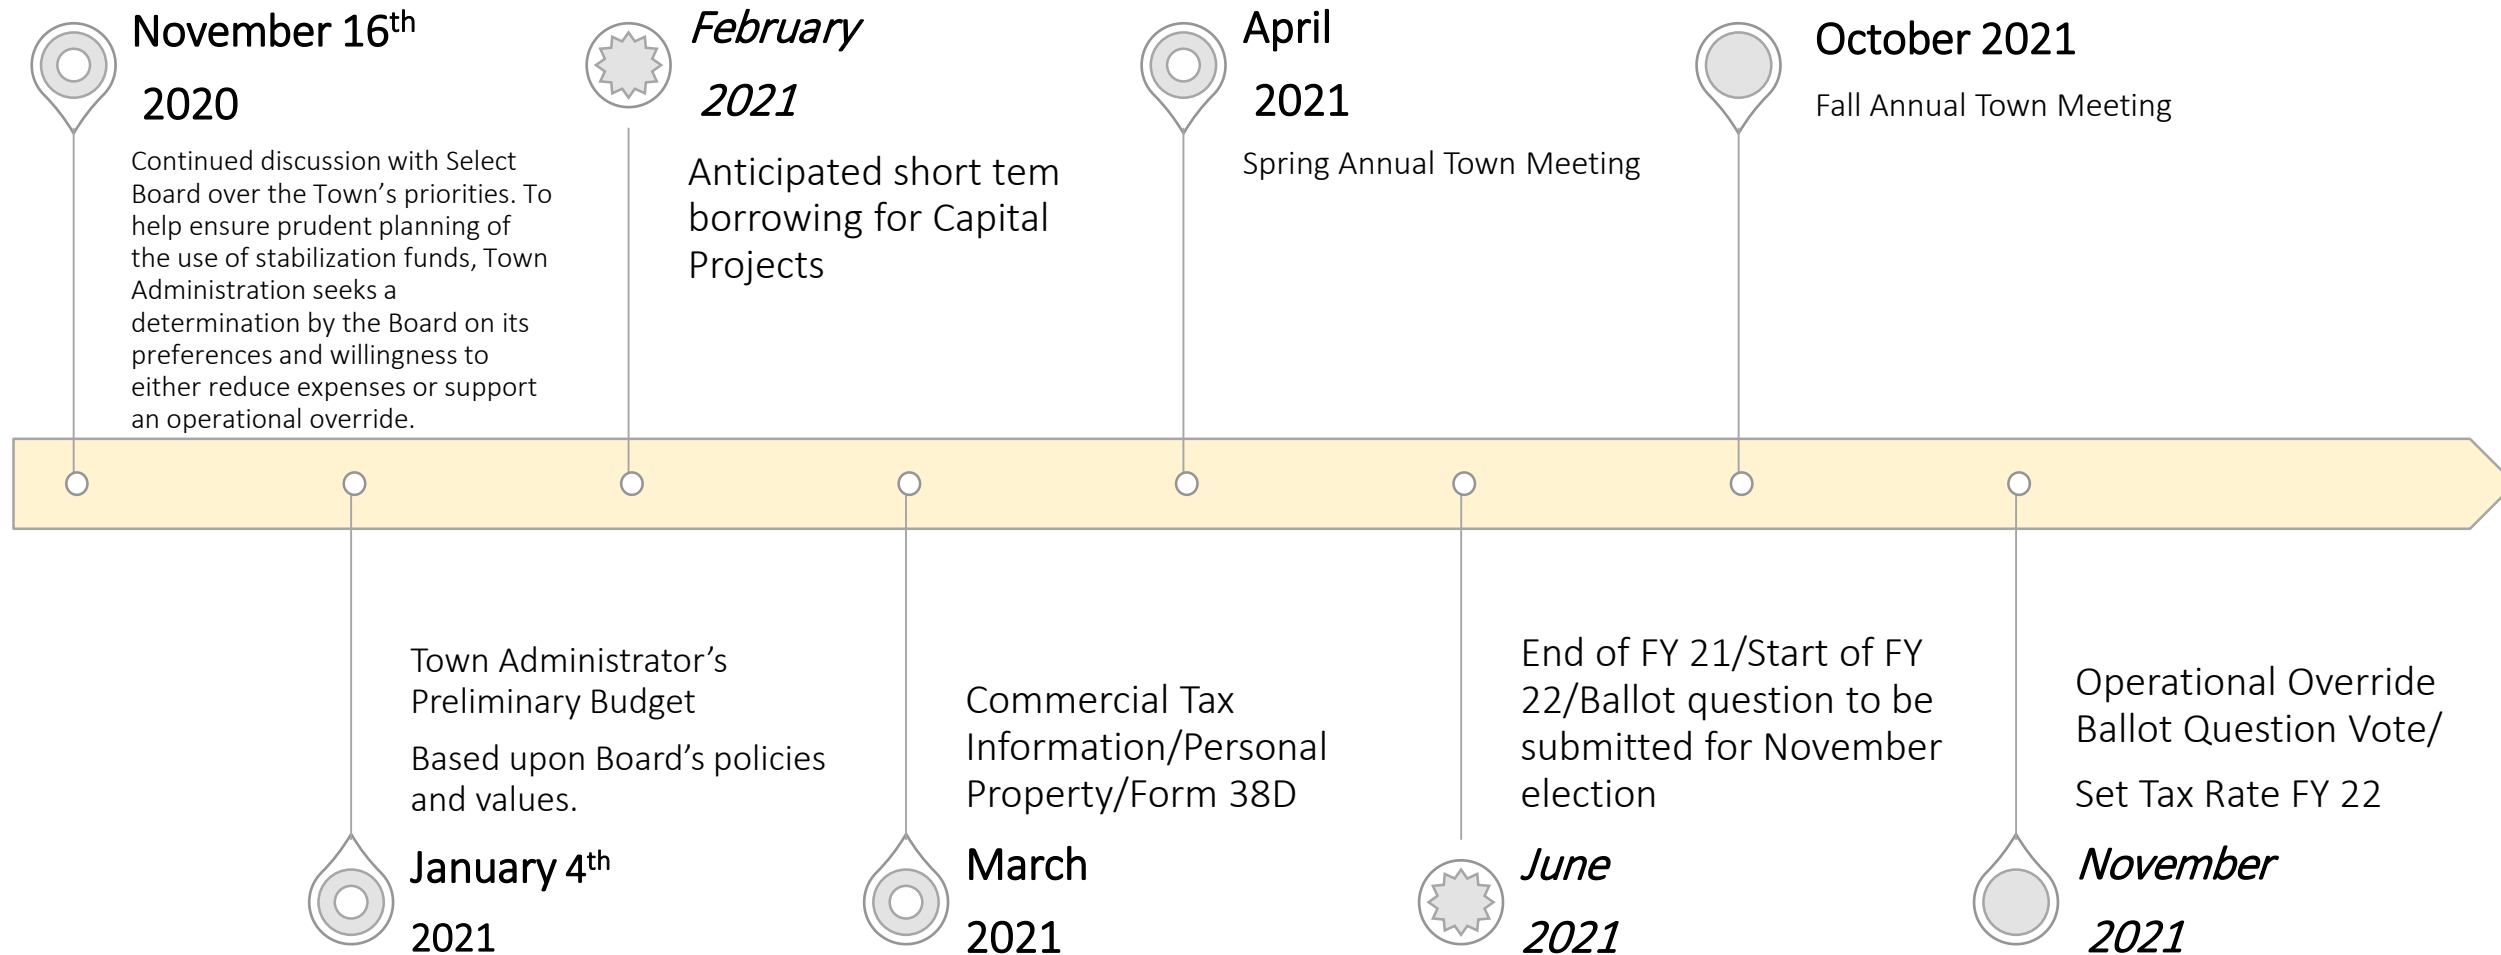 November 16th
2020
Continued discussion with Select
Board over the Town’s priorities. To
help ensure prudent planning of
the use of stabilization funds, Town
Administration seeks a
determination by the Board on its
preferences and willingness to
either reduce expenses or support
an operational override.
Town Administrator’s
Preliminary Budget
Based upon Board’s policies
and values.
January 4th
2021
February
2021
Anticipated short tem
borrowing for Capital
Projects
Commercial Tax
Information/Personal
Property/Form 38D
March
2021
April
2021
Spring Annual Town Meeting
End of FY 21/Start of FY
22/Ballot question to be
submitted for November
election
June
2021
October 2021
Fall Annual Town Meeting
Operational Override
Ballot Question Vote/
Set Tax Rate FY 22
November
2021